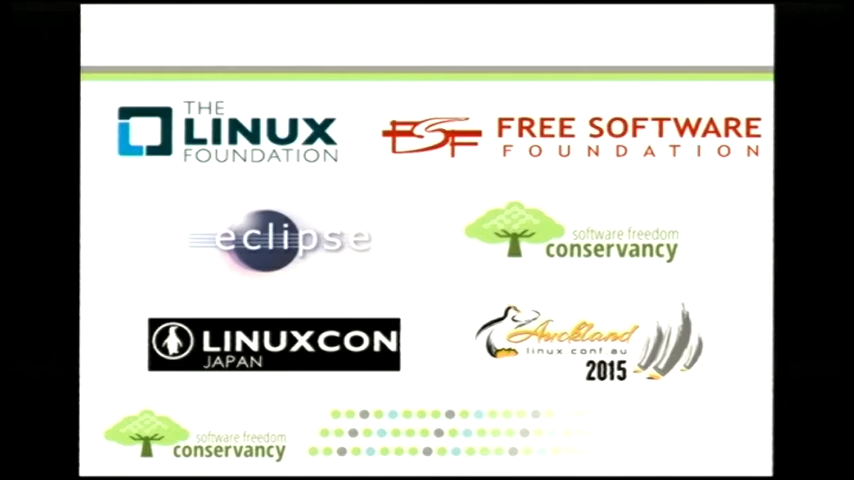 THE
LINUX
FOUNDATION
FSF FREE SOFTWARE
FOUNDATION
eclipse
software freedom
conservancy
LINUXCON
JAPAN
Auckland
linux conf au
2015
software freedom
conservancy